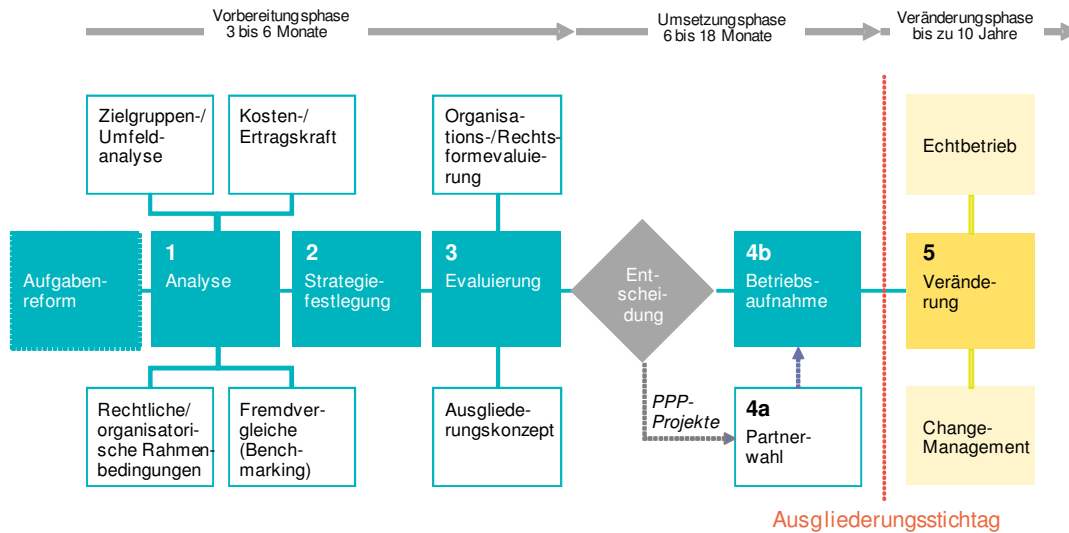 Vorbereitungsphase
3 bis 6 Monate
Umsetzungsphase
6 bis 18 Monate
Veränderungsphase
bis zu 10 Jahre
Zielgruppen-/
Umfeld-
analyse
Kosten-/
Ertragskraft
Organisa-
tions-/Rechts-
formevaluie-
rung
Echtbetrieb
Aufgaben-
reform
1
Analyse
2
Strategie-
festlegung
3
Evaluierung
Ent-
scheidung
4b
Betriebs-
aufnahme
5
Verände-
rung
Rechtliche/
organisatori-
sche Rahmen-
bedingungen
Fremdver-
gleiche
(Bench-
marking)
Ausgliede-
rungskonzept
PPP-
Projekte
4a
Partner-
wahl
Change-
Management
Ausgliederungsstichtag